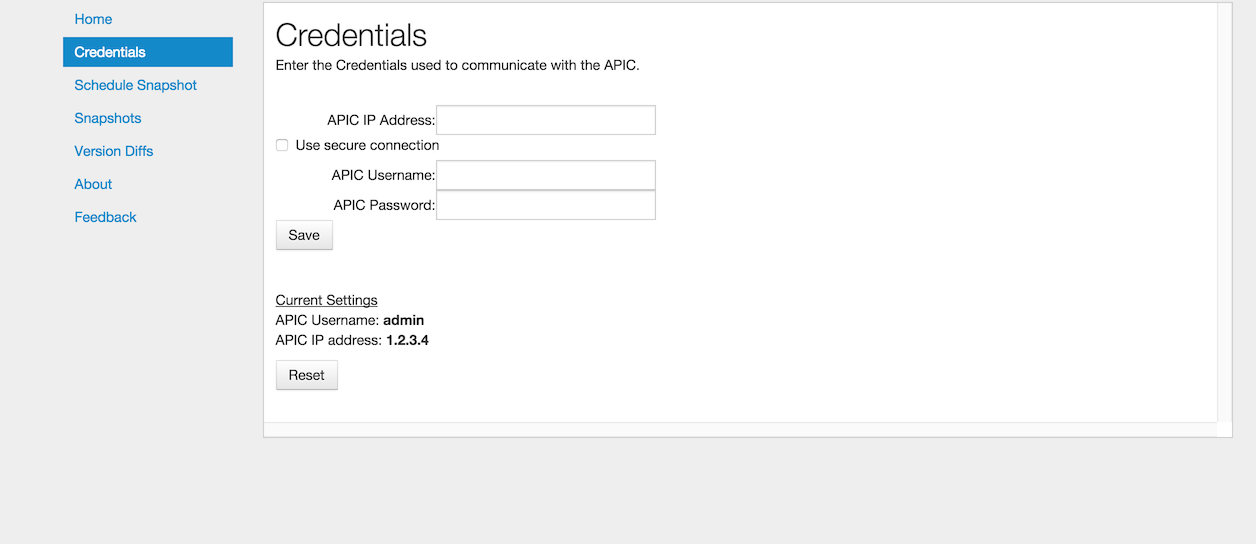 Home
Credentials
Schedule Snapshot
Snapshots
Version Diffs
About
Feedback
Credentials
Enter the Credentials used to communicate with the APIC.
APIC IP Address:
Use secure connection
APIC Username:
APIC Password:
Save
Current Settings
APIC Username: admin
APIC IP address: 1.2.3.4
Reset